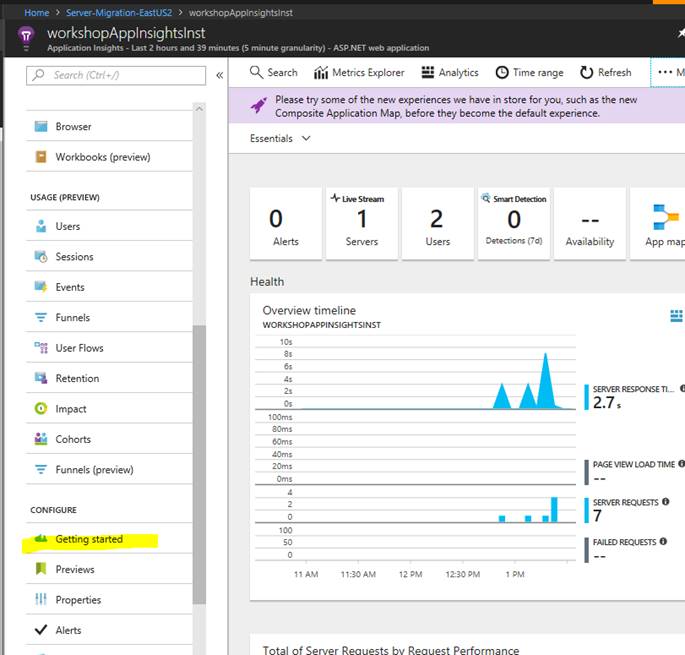 Home > Server-Migration-EastUS2 > workshopAppInsightsInst
workshopAppInsightsInst
Application Insights - Last 2 hours and 39 minutes (5 minute granularity) - ASP.NET web application
Search (Ctrl+/)
«
Browser
Workbooks (preview)
USAGE (PREVIEW)
Users
Sessions
Events
Funnels
User Flows
Retention
Impact
Cohorts
Funnels (preview)
CONFIGURE
Getting started
Previews
Properties
Alerts
Search
Metrics Explorer
Analytics
Time range
Refresh
M
Please try some of the new experiences we have in store for you, such as the new
Composite Application Map, before they become the default experience.
Essentials
0
Alerts
Live Stream
1
Servers
2
Users
Smart Detection
0
Detections (7d)
--
Availability
App map
Health
Overview timeline
WORKSHOPAPPINSIGHTSINST
10s
8s
6s
4s
2s
0s
SERVER RESPONSE TI...
2.7 s
100ms
80ms
60ms
40ms
20ms
0ms
PAGE VIEW LOAD TIME
--
4
2
0
SERVER REQUESTS
7
100
50
0
FAILED REQUESTS
--
11 AM 11:30 AM 12 PM 12:30 PM 1 PM
Total of Server Requests by Request Performance